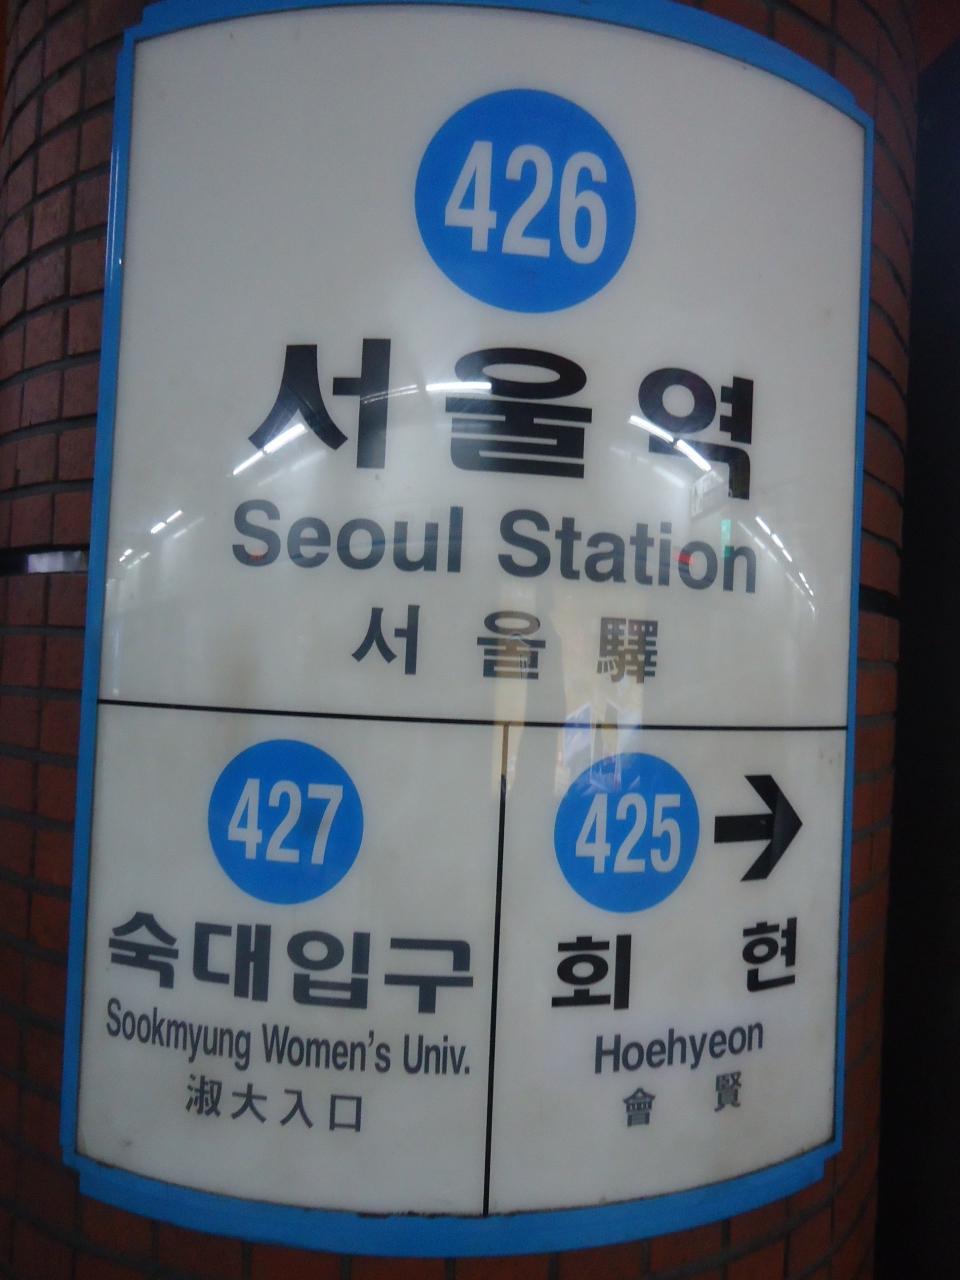 426
서울역
Seoul Station
서울驛
427
숙대입구
Sookmyung Women's Univ.
淑大入口
425 →
회현
Hoehyeon
會賢